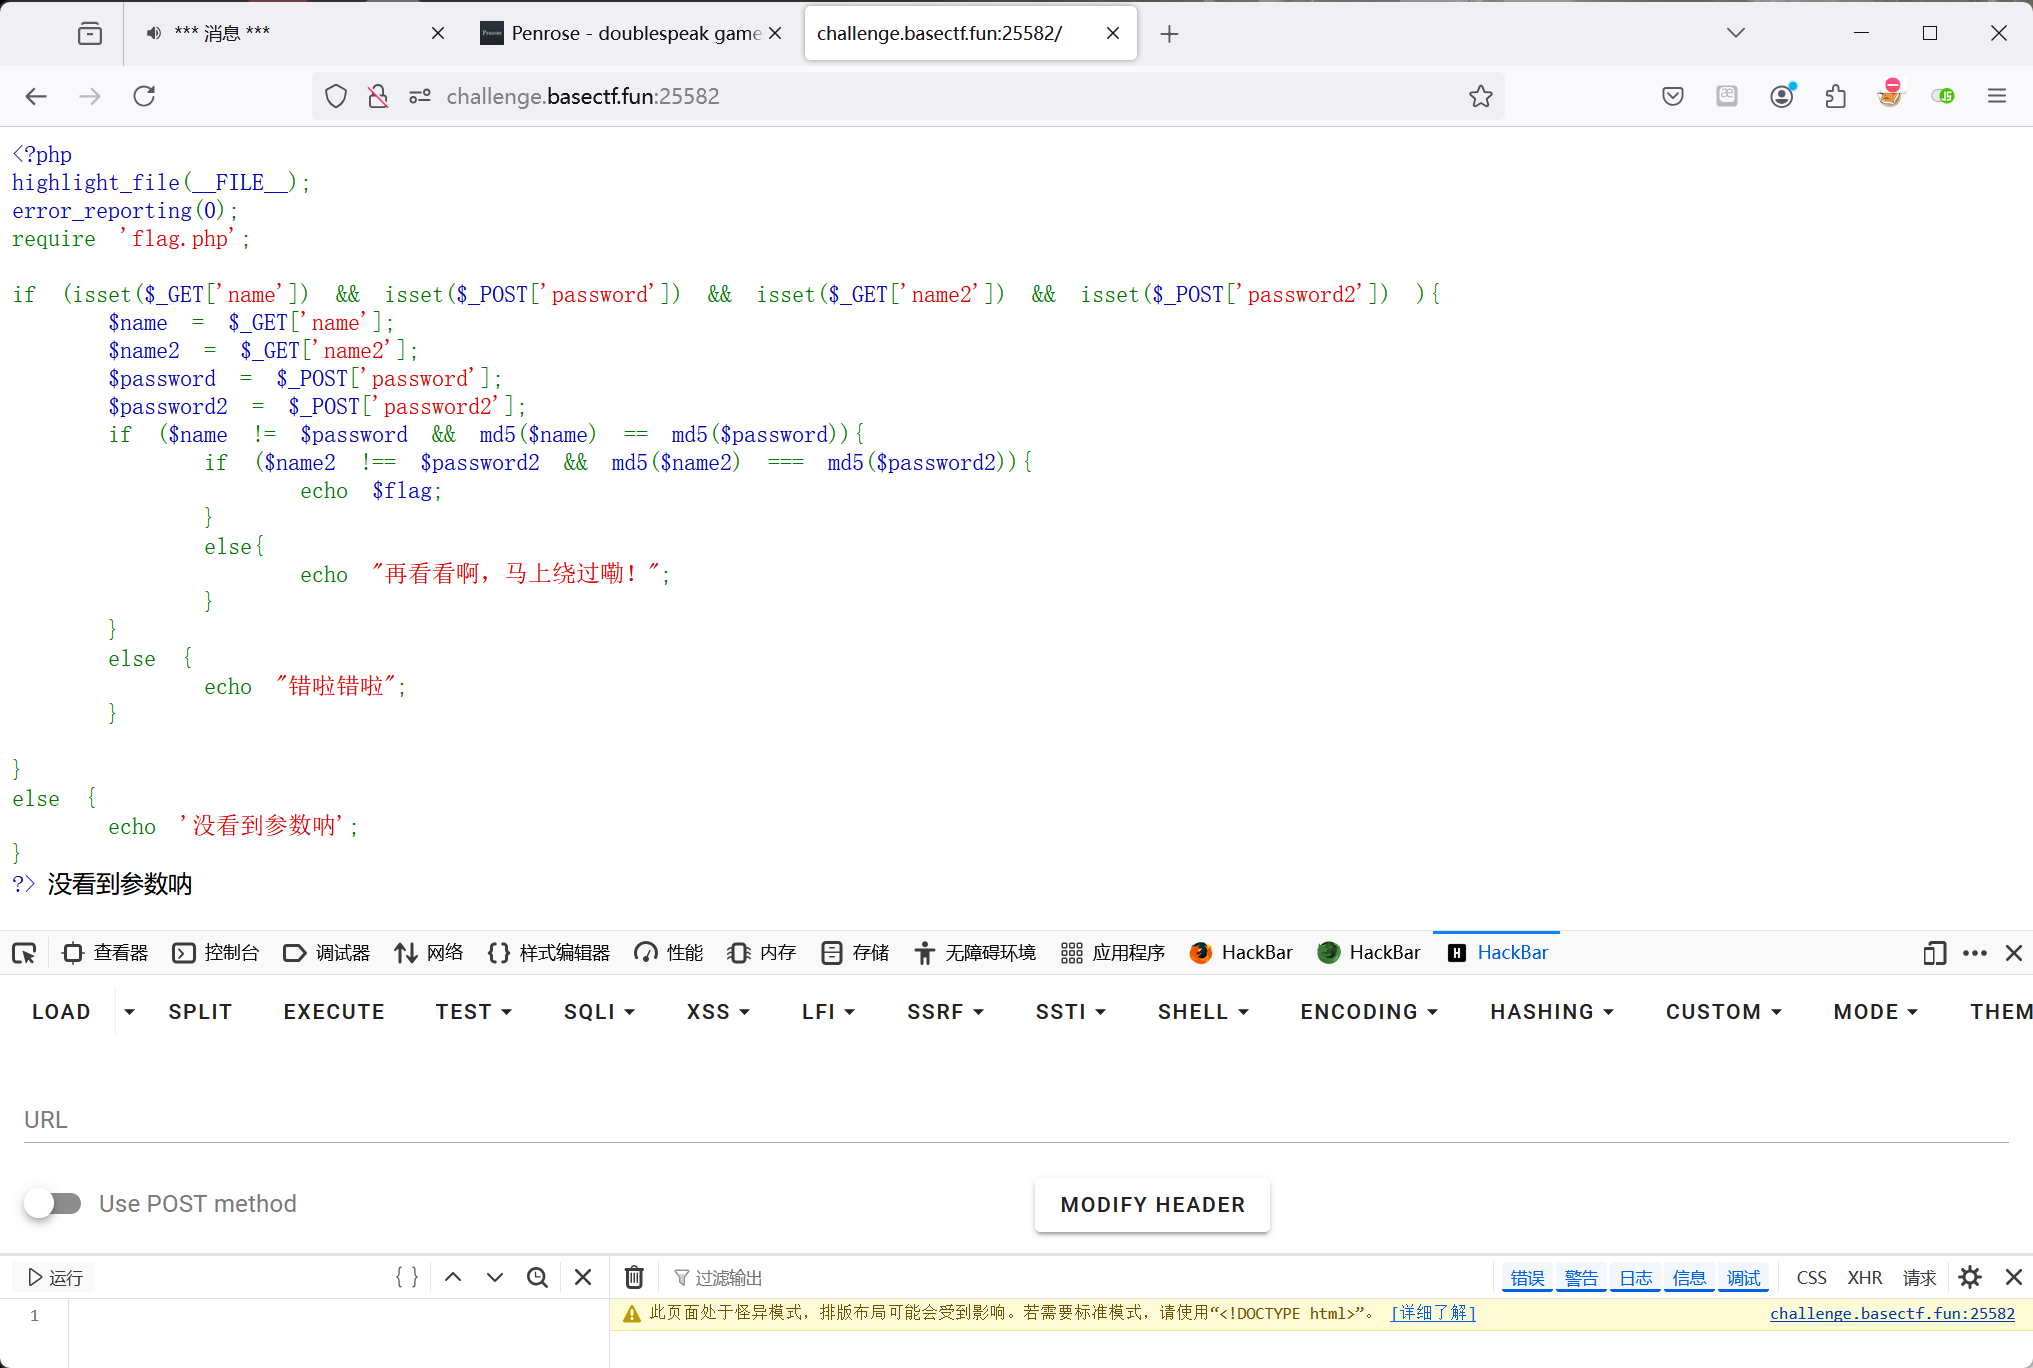 *** 消息 ***
Penrose - doublespeak game
challenge.basectf.fun:25582/
challenge.basectf.fun:25582
<?php
highlight_file(__FILE__);
error_reporting(0);
require 'flag.php';
if (isset($_GET['name']) && isset($_POST['password']) && isset($_GET['name2']) && isset($_POST['password2']) ){
$name = $_GET['name'];
$name2 = $_GET['name2'];
$password = $_POST['password'];
$password2 = $_POST['password2'];
if ($name != $password && md5($name) == md5($password)){
if ($name2 !== $password2 && md5($name2) === md5($password2)){
echo $flag;
}
else{
echo "再看看啊，马上绕过嘞！";
}
}
else {
echo "错啦错啦";
}
}
else {
echo '没看到参数呐';
}
?> 没看到参数呐
查看器 控制台 调试器 网络 {} 样式编辑器 性能 内存 存储 无障碍环境 应用程序 HackBar HackBar H HackBar
LOAD SPLIT EXECUTE TEST SQLI XSS LFI SSRF SSTI SHELL ENCODING HASHING CUSTOM MODE THEM
URL
Use POST method MODIFY HEADER
运行 { } 过滤输出 错误 警告 日志 信息 调试 CSS XHR 请求
1 此页面处于怪异模式，排版布局可能会受到影响。若需要标准模式，请使用“<!DOCTYPE html>”。 [详细了解] challenge.basectf.fun:25582